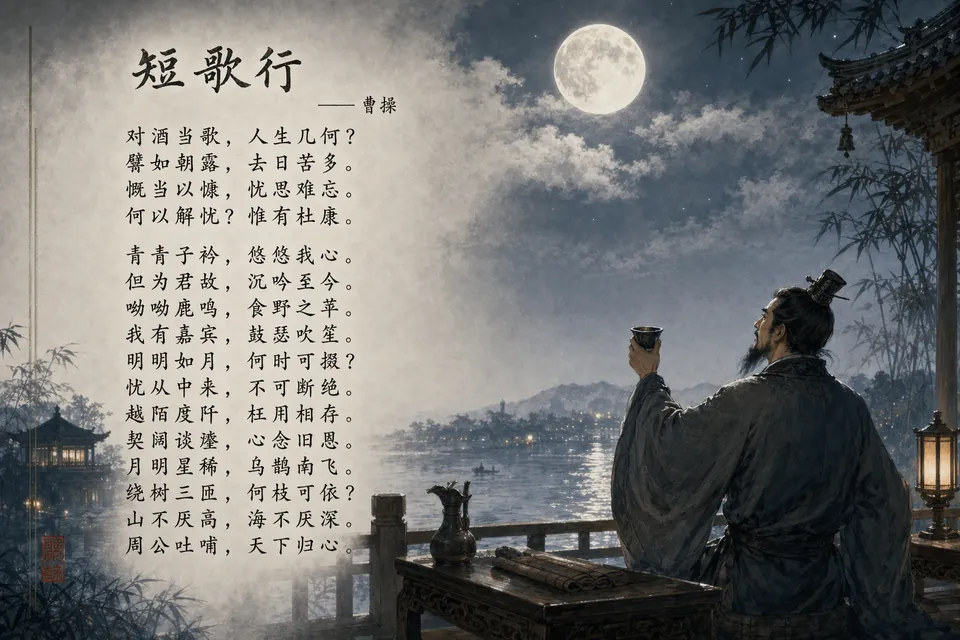 短歌行
—— 曹操
对酒当歌，人生几何？
譬如朝露，去日苦多。
慨当以慷，忧思难忘。
何以解忧？惟有杜康。
青青子衿，悠悠我心。
但为君故，沉吟至今。
呦呦鹿鸣，食野之苹。
我有嘉宾，鼓瑟吹笙。
明明如月，何时可掇？
忧从中来，不可断绝。
越陌度阡，枉用相存。
契阔谈，心念旧恩。
月明星稀，乌鹊南飞。
绕树三匝，何枝可依？
山不厌高，海不厌深。
周公吐哺，天下归心。